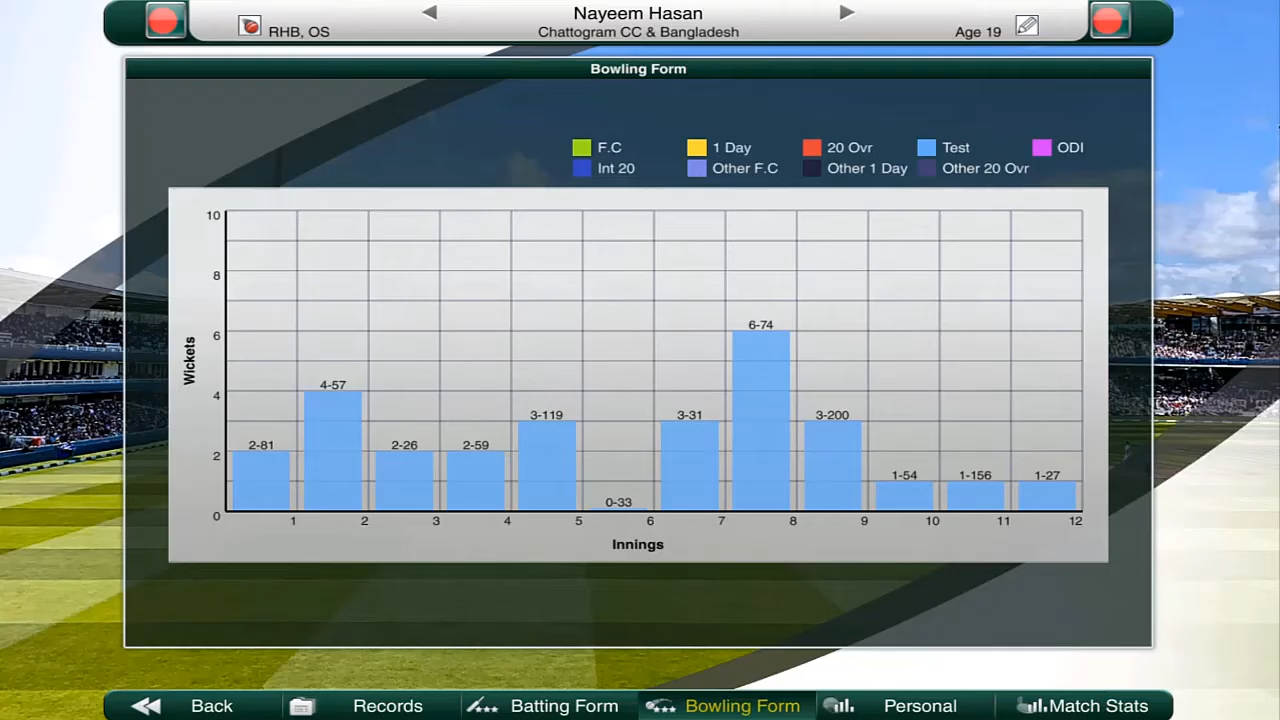 Nayeem Hasan
RHB, OS
Chattogram CC & Bangladesh
Age 19
Bowling Form
F.C
1 Day
20 Ovr
Test
ODI
Int 20
Other F.C
Other 1 Day
Other 20 Ovr
Wickets
10
8
6
4
2
0
2-81
4-57
2-26
2-59
3-119
0-33
3-31
6-74
3-200
1-54
1-156
1-27
1 2 3 4 5 6 7 8 9 10 11 12
Innings
Back
Records
Batting Form
Bowling Form
Personal
Match Stats